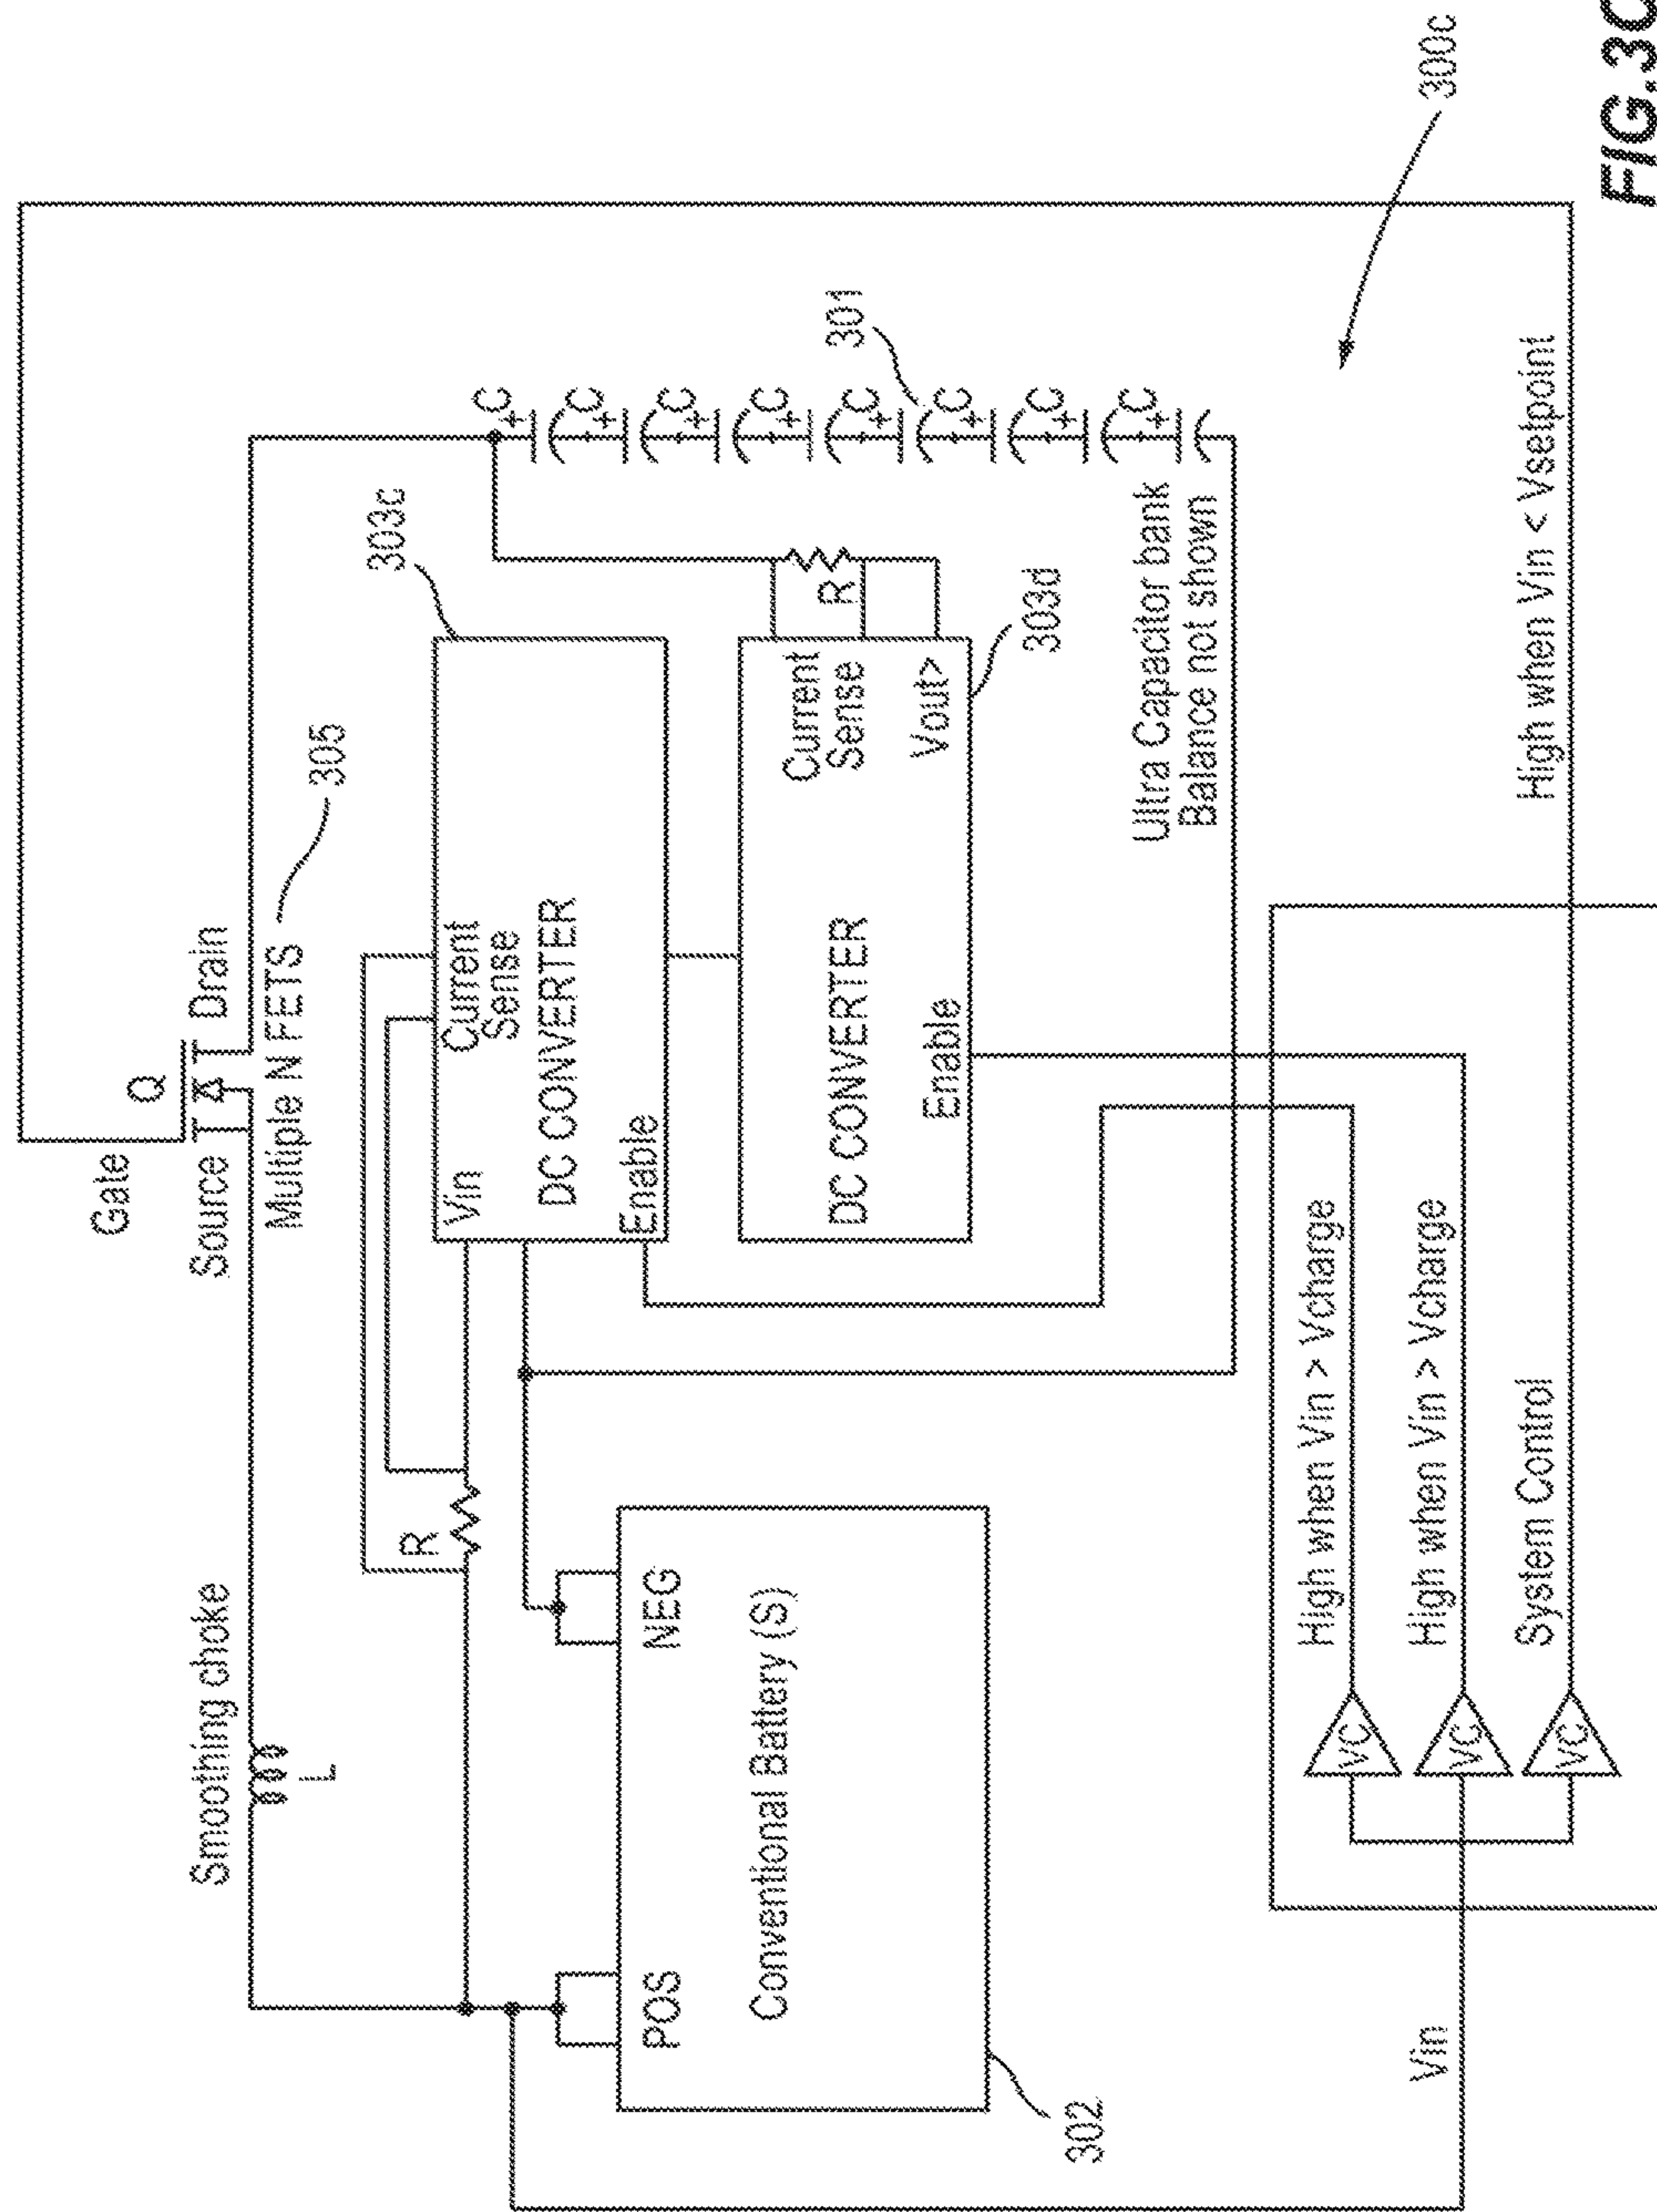 Gate
Q
Source
Drain
Multiple N FETS
305
Smoothing choke
L
R
Current
Sense
Vin
DC CONVERTER
Enable
303c
DC CONVERTER
Enable
Current
Sense
Vout>
R
303d
C
+
C
+
C
+
C
+
C
+
C
+
C
+
C
+
301
Ultra Capacitor bank
Balance not shown
POS
NEG
Conventional Battery (S)
302
Vin
VC
High when Vin > Vcharge
VC
High when Vin > Vcharge
VC
System Control
High when Vin < Vsetpoint
300c
FIG.3C